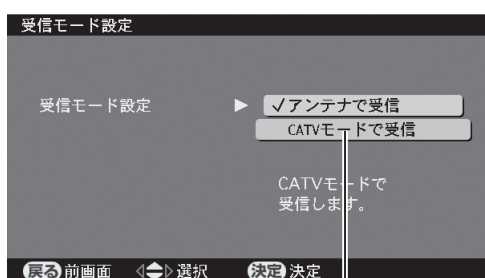 受信モード設定
受信モード設定 ▶ ✓アンテナで受信
CATVモードで受信
CATVモードで
受信します。
戻る 前画面 選択 決定 決定